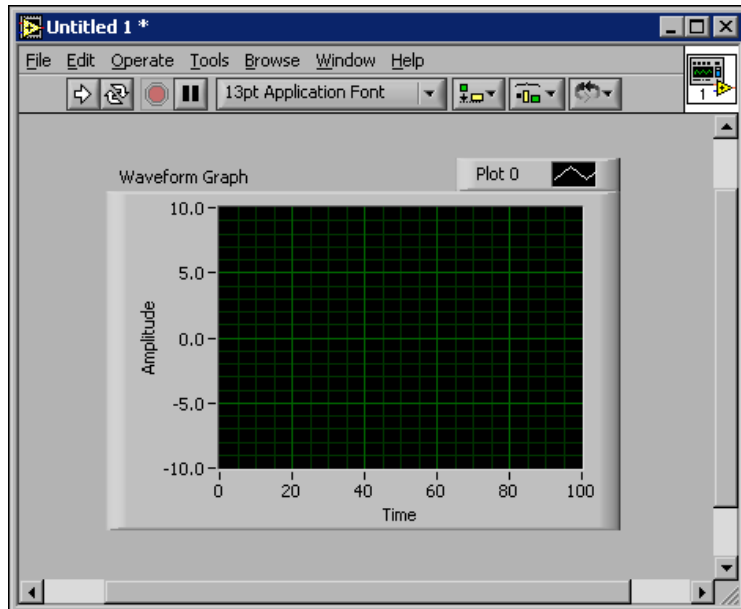 Untitled 1 *
File Edit Operate Tools Browse Window Help
13pt Application Font
1
Waveform Graph
Plot 0
10.0
5.0
0.0
-5.0
-10.0
Amplitude
0 20 40 60 80 100
Time